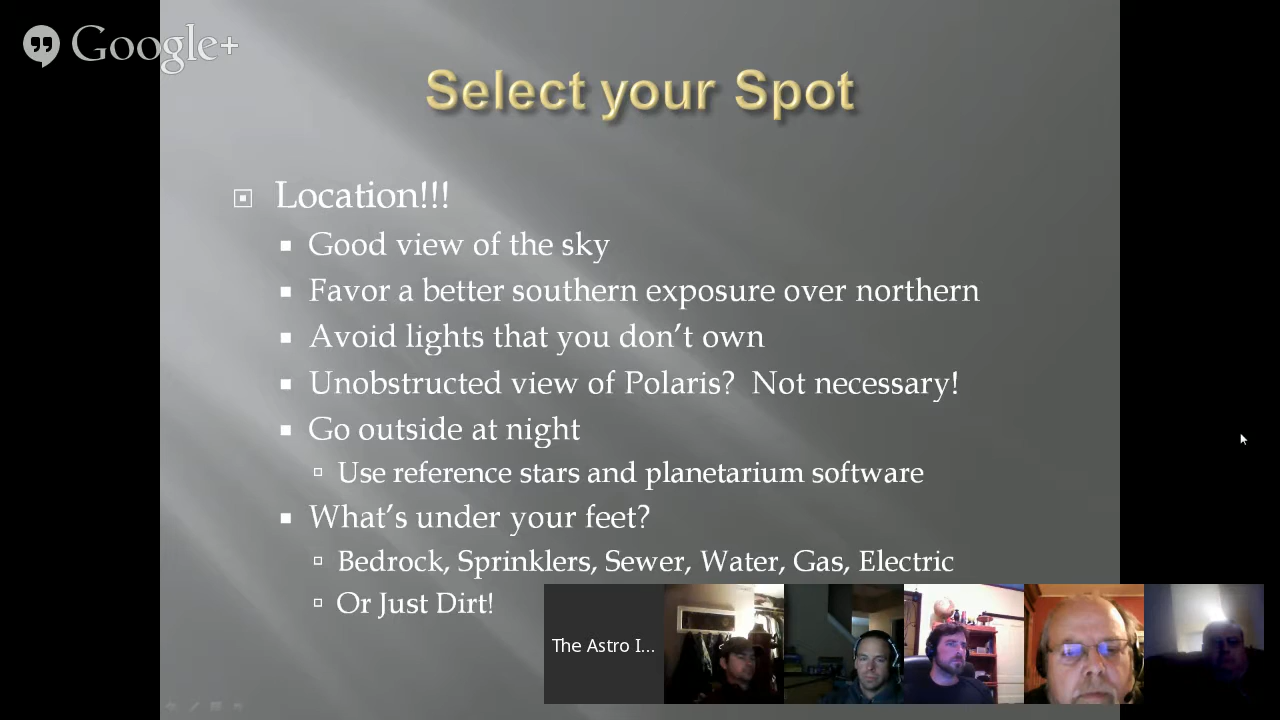 Google+
Select your Spot
Location!!!
Good view of the sky
Favor a better southern exposure over northern
Avoid lights that you don't own
Unobstructed view of Polaris?  Not necessary!
Go outside at night
Use reference stars and planetarium software
What's under your feet?
Bedrock, Sprinklers, Sewer, Water, Gas, Electric
Or Just Dirt!
The Astro I...